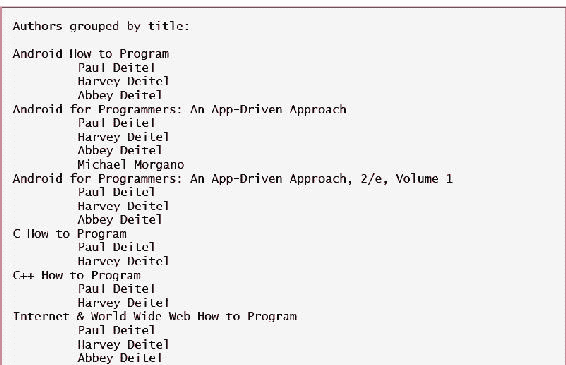 Authors grouped by title:
Android How to Program
Paul Deitel
Harvey Deitel
Abbey Deitel
Android for Programmers: An App-Driven Approach
Paul Deitel
Harvey Deitel
Abbey Deitel
Michael Morgano
Android for Programmers: An App-Driven Approach, 2/e, Volume 1
Paul Deitel
Harvey Deitel
Abbey Deitel
C How to Program
Paul Deitel
Harvey Deitel
C++ How to Program
Paul Deitel
Harvey Deitel
Internet & World Wide Web How to Program
Paul Deitel
Harvey Deitel
Abbey Deitel